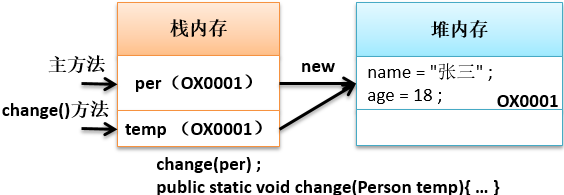 栈内存
堆内存
主方法
per（OX0001）
new
name = "张三" ;
age = 18 ;
OX0001
change()方法
temp （OX0001）
change(per) ;
public static void change(Person temp){ ... }